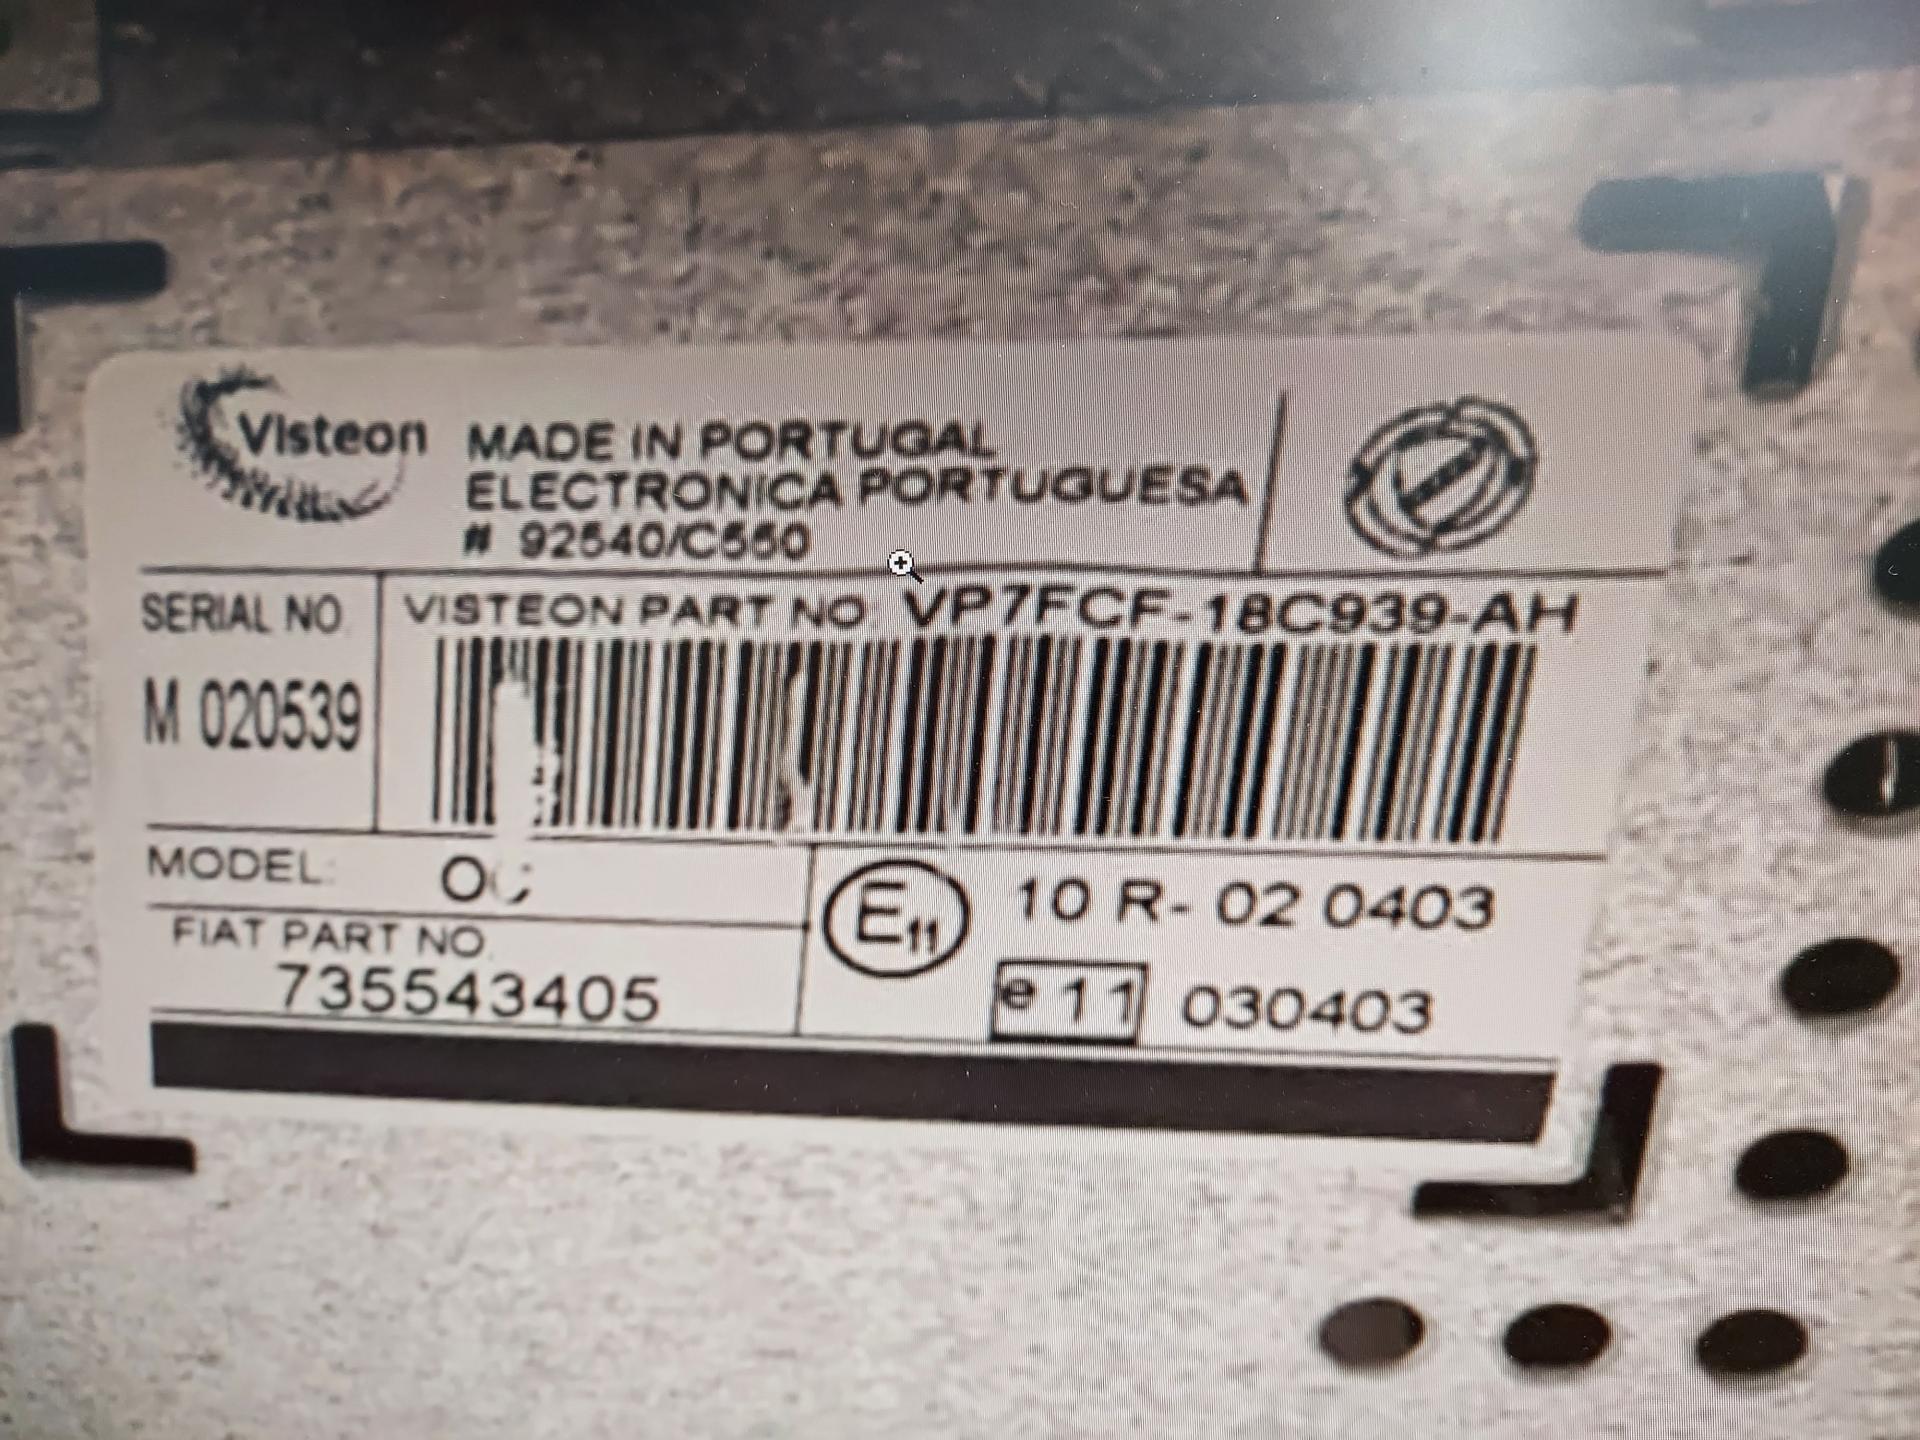 Visteon
MADE IN PORTUGAL
ELECTRONICA PORTUGUESA
# 92540/C550
SERIAL NO
M 020539
VISTEON PART NO: VP7FCF-18C939-AH
MODEL:
FIAT PART NO.
735543405
E11
10 R- 02 0403
e 11 030403